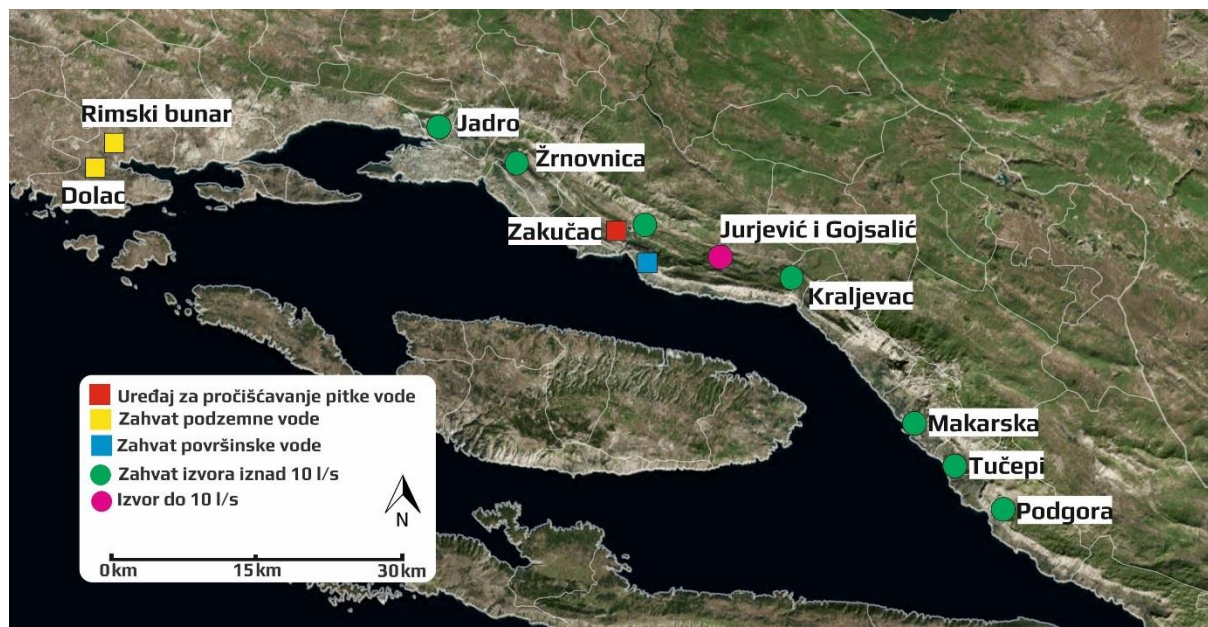 Rimski bunar
Dolac
Jadro
Žrnovnica
Zakučac
Jurjević i Gojsalić
Kraljevac
Makarska
Tučepi
Podgora
Uređaj za pročišćavanje pitke vode
Zahvat podzemne vode
Zahvat površinske vode
Zahvat izvora iznad 10 l/s
Izvor do 10 l/s
N
0km 15km 30km